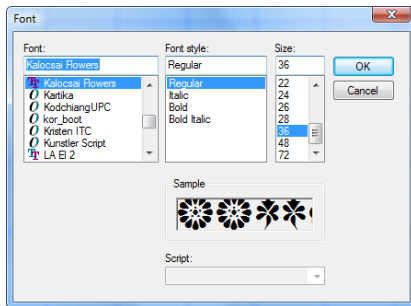 Font
Font: Font style: Size:
Kalocsai Flowers Regular 36 OK
Kalocsai Flowers Regular 22
Kartika Italic 24 Cancel
KodchiangUPC Bold 26
kor_boot Bold Italic 28
Kristen ITC 36
Kunstler Script 48
LA El 2 72
Sample
Script: